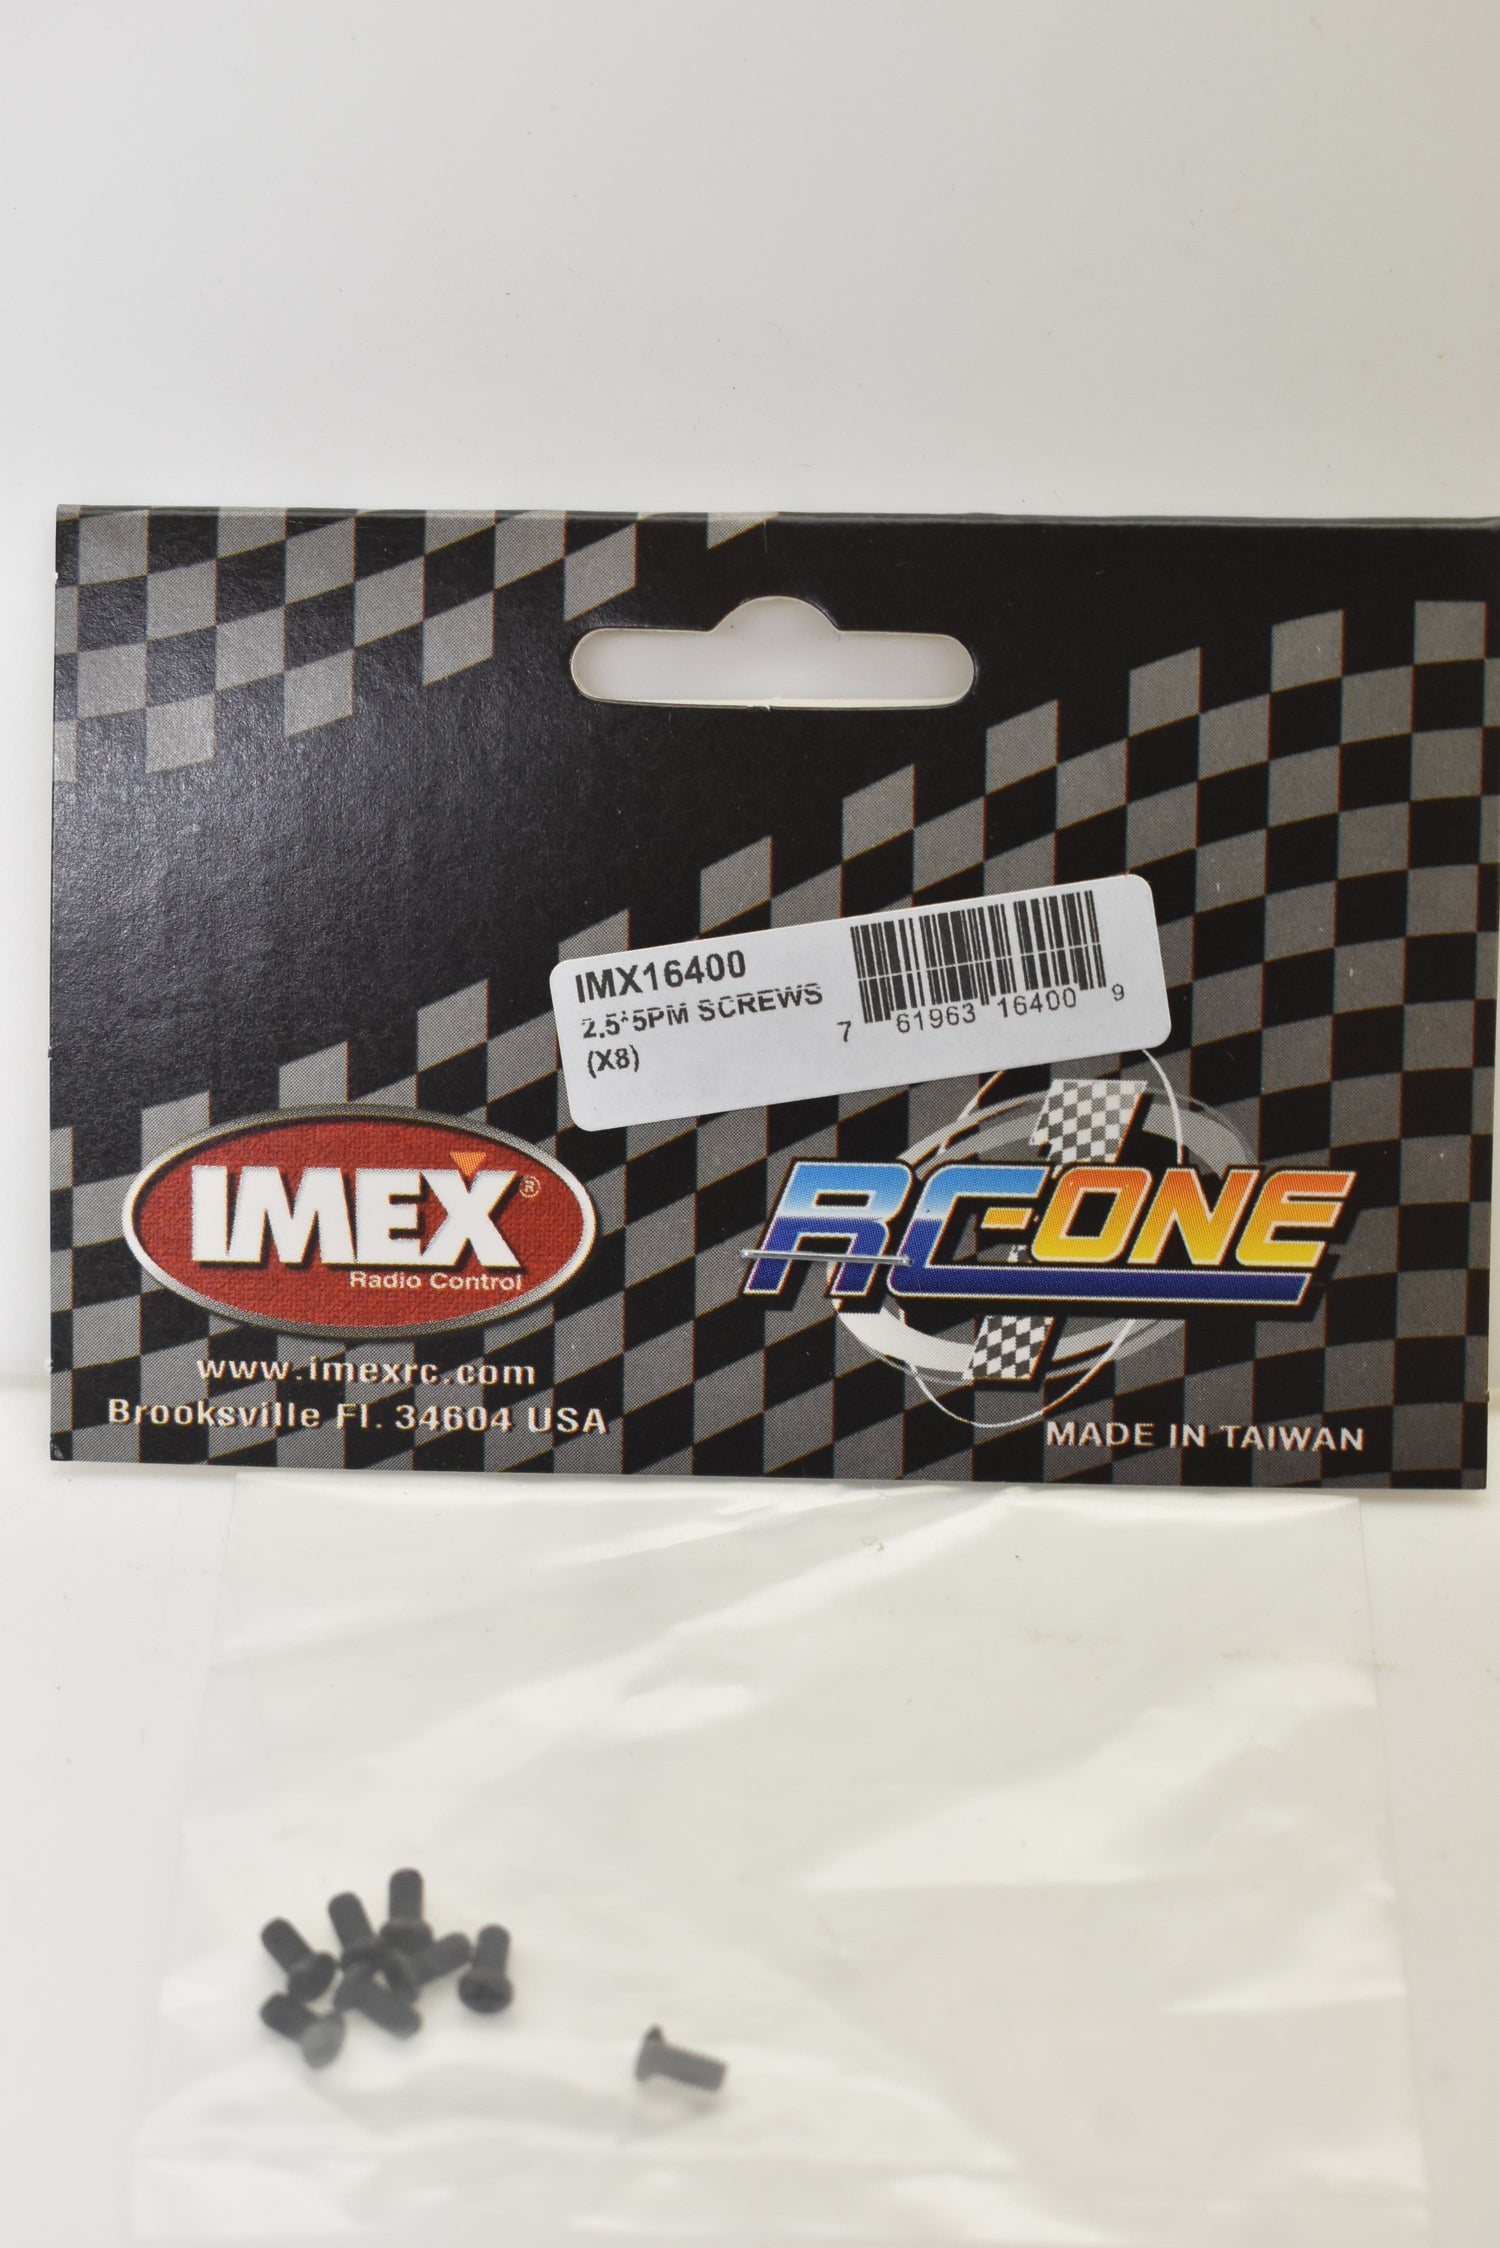 IMX16400
2.5*5PM SCREWS
(X8)
7 61963 16400 9
IMEX®
Radio Control
www.imexrc.com
Brooksville Fl. 34604 USA
RC-ONE
MADE IN TAIWAN